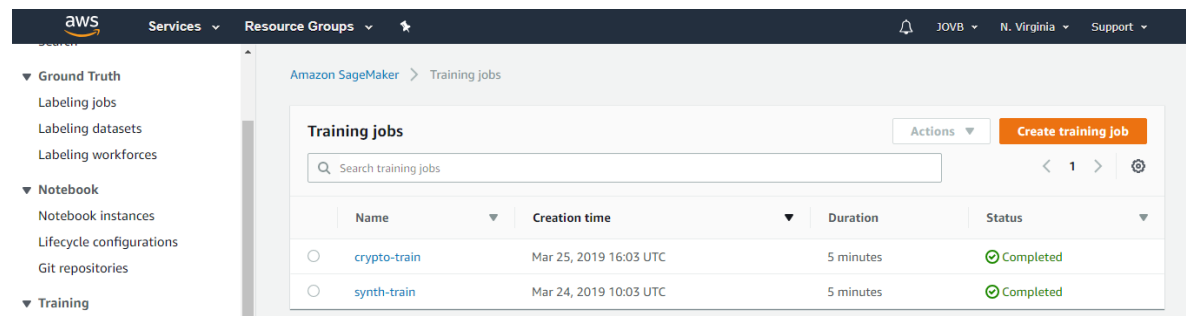 aws Services Resource Groups JOVB N. Virginia Support
Ground Truth
Labeling jobs
Labeling datasets
Labeling workforces
Notebook
Notebook instances
Lifecycle configurations
Git repositories
Training
Amazon SageMaker > Training jobs
Training jobs Actions Create training job
Search training jobs < 1 >
Name Creation time Duration Status
crypto-train Mar 25, 2019 16:03 UTC 5 minutes Completed
synth-train Mar 24, 2019 10:03 UTC 5 minutes Completed